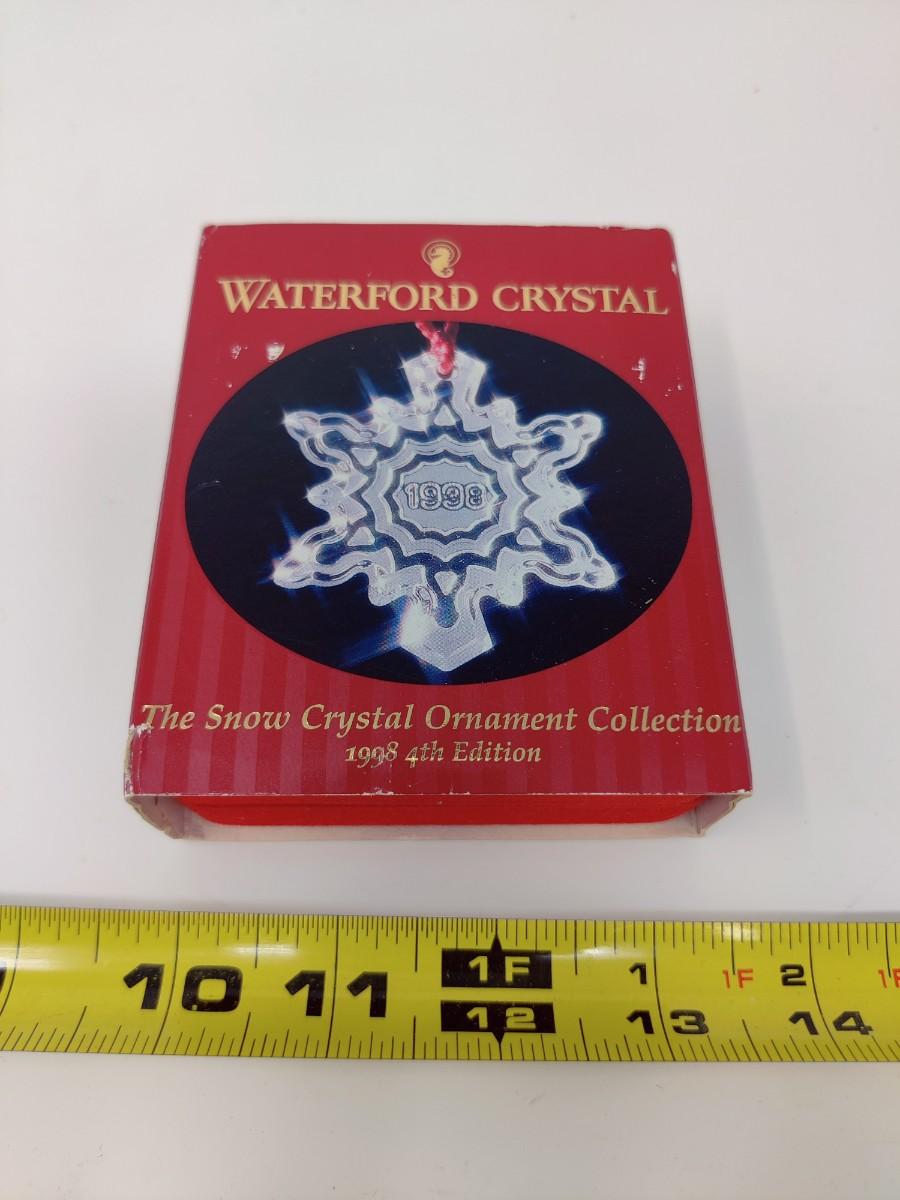 WATERFORD CRYSTAL
1998
The Snow Crystal Ornament Collection
1998 4th Edition
1F 1 1F 2
10 11 12 13 14